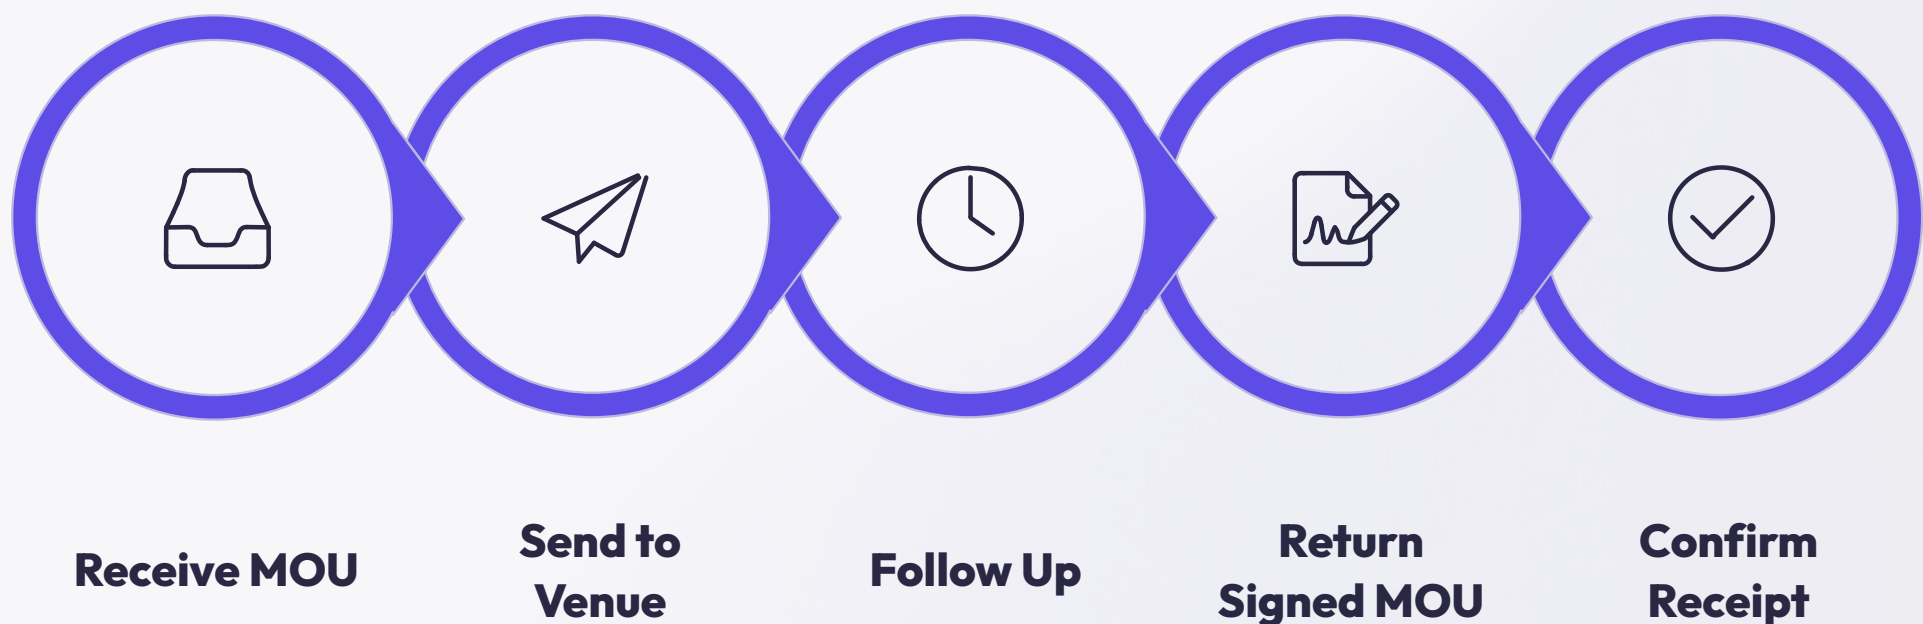 Receive MOU
Send to
Venue
Follow Up
Return
Signed MOU
Confirm
Receipt